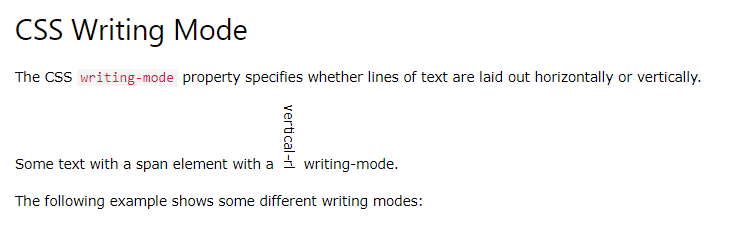 CSS Writing Mode
The CSS writing-mode property specifies whether lines of text are laid out horizontally or vertically.
Some text with a span element with a vertical-rl writing-mode.
The following example shows some different writing modes: